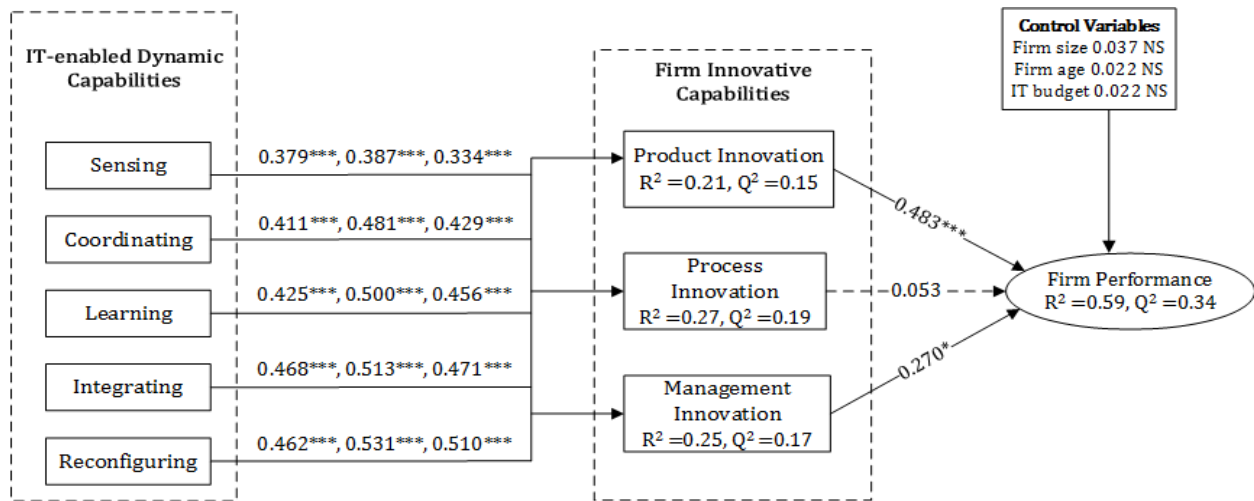 IT-enabled Dynamic
Capabilities
Sensing
Coordinating
Learning
Integrating
Reconfiguring
0.379***, 0.387***, 0.334***
0.411***, 0.481***, 0.429***
0.425***, 0.500***, 0.456***
0.468***, 0.513***, 0.471***
0.462***, 0.531***, 0.510***
Firm Innovative
Capabilities
Product Innovation
R² =0.21, Q² =0.15
Process
Innovation
R² =0.27, Q² =0.19
Management
Innovation
R² =0.25, Q² =0.17
0.483***
0.053
0.270*
Control Variables
Firm size 0.037 NS
Firm age 0.022 NS
IT budget 0.022 NS
Firm Performance
R² =0.59, Q² =0.34